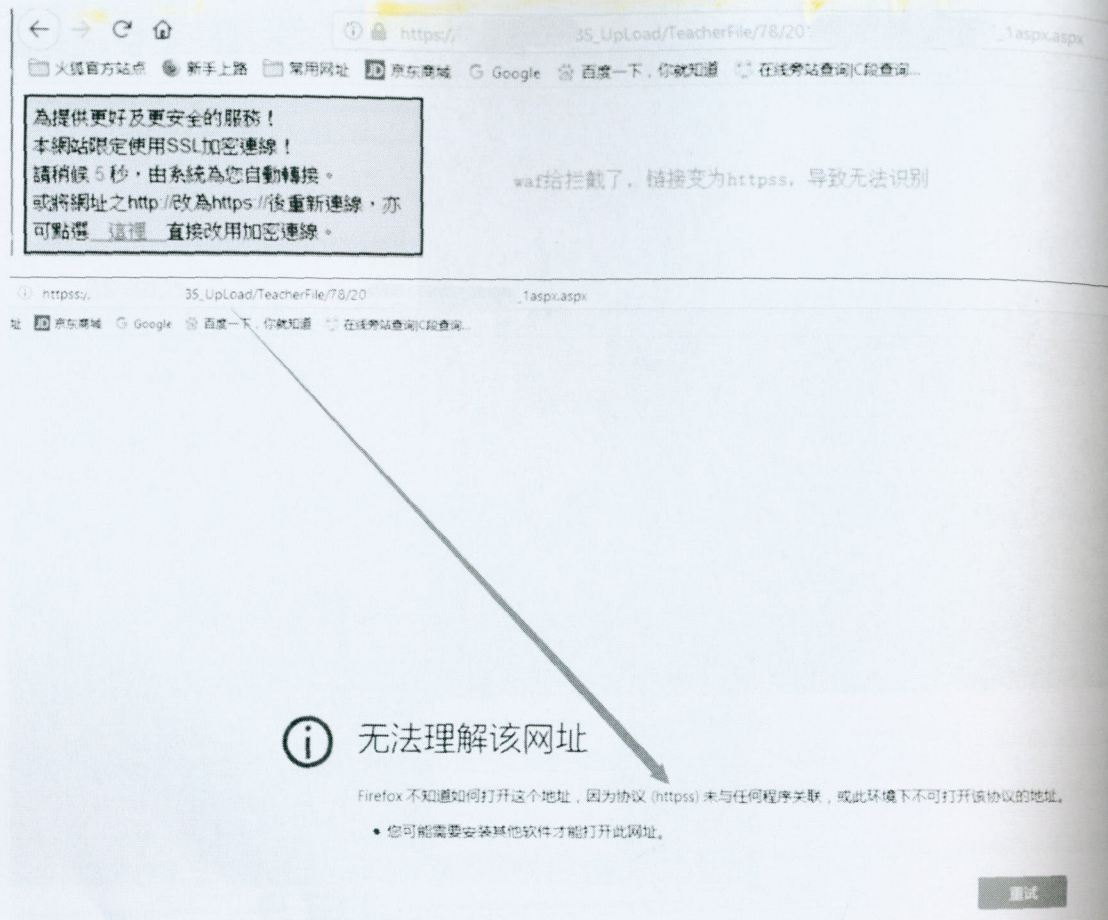 https:/, 3S_UpLoad/TeacherFile/78/20 _1aspx.aspx
火狐官方站点 新手上路 常用网址 JD 京东商城 G Google 百度一下，你就知道 在线旁站查询|C段查询...
為提供更好及更安全的服務！
本網站限定使用SSL加密連線！
請稍候 5 秒，由系統為您自動轉接。
或將網址之http://改為https://後重新連線，亦
可點選 這裡 直接改用加密連線。
waf给拦截了，链接变为httpss，导致无法识别
httpss:/, 3S_UpLoad/TeacherFile/78/20 _1aspx.aspx
址 JD 京东商城 G Google 百度一下，你就知道 在线旁站查询|C段查询...
无法理解该网址
Firefox 不知道如何打开这个地址，因为协议 (httpss) 未与任何程序关联，或此环境下不可打开该协议的地址。
• 您可能需要安装其他软件才能打开此网址。
重试